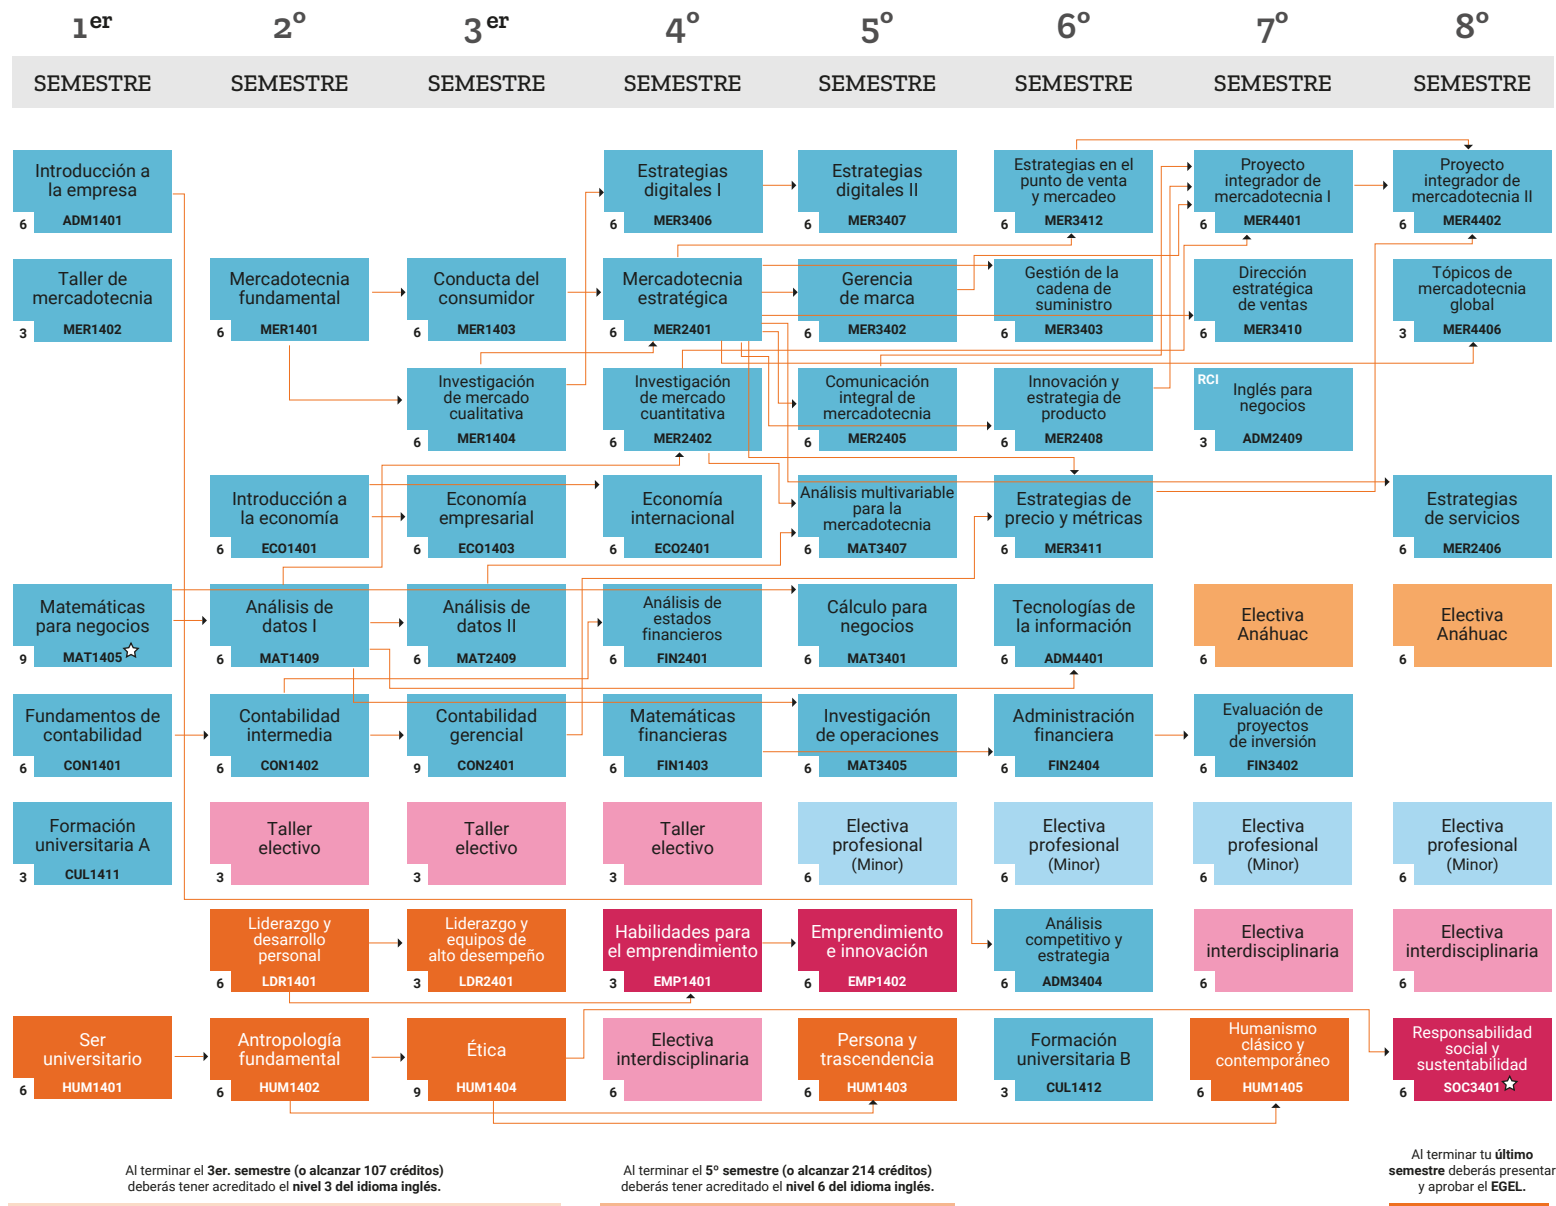 1er 2º 3er 4º 5º 6º 7º 8º
SEMESTRE SEMESTRE SEMESTRE SEMESTRE SEMESTRE SEMESTRE SEMESTRE SEMESTRE
Introducción a
la empresa
6 ADM1401
Estrategias
digitales I
6 MER3406
Estrategias
digitales II
6 MER3407
Estrategias en el
punto de venta
y mercadeo
6 MER3412
Proyecto
integrador de
mercadotecnia I
6 MER4401
Proyecto
integrador de
mercadotecnia II
6 MER4402
Taller de
mercadotecnia
3 MER1402
Mercadotecnia
fundamental
6 MER1401
Conducta del
consumidor
6 MER1403
Mercadotecnia
estratégica
6 MER2401
Gerencia
de marca
6 MER3402
Gestión de la
cadena de
suministro
6 MER3403
Dirección
estratégica
de ventas
6 MER3410
Tópicos de
mercadotecnia
global
3 MER4406
Investigación
de mercado
cualitativa
6 MER1404
Investigación
de mercado
cuantitativa
6 MER2402
Comunicación
integral de
mercadotecnia
6 MER2405
Innovación y
estrategia de
producto
6 MER2408
RCI
Inglés para
negocios
3 ADM2409
Introducción a
la economía
6 ECO1401
Economía
empresarial
6 ECO1403
Economía
internacional
6 ECO2401
Análisis multivariable
para la
mercadotecnia
6 MAT3407
Estrategias de
precio y métricas
6 MER3411
Estrategias
de servicios
6 MER2406
Matemáticas
para negocios
9 MAT1405
Análisis de
datos I
6 MAT1409
Análisis de
datos II
6 MAT2409
Análisis de
estados
financieros
6 FIN2401
Cálculo para
negocios
6 MAT3401
Tecnologías de
la información
6 ADM4401
Electiva
Anáhuac
6
Electiva
Anáhuac
6
Fundamentos de
contabilidad
6 CON1401
Contabilidad
intermedia
6 CON1402
Contabilidad
gerencial
9 CON2401
Matemáticas
financieras
6 FIN1403
Investigación
de operaciones
6 MAT3405
Administración
financiera
6 FIN2404
Evaluación de
proyectos
de inversión
6 FIN3402
Formación
universitaria A
3 CUL1411
Taller
electivo
3
Taller
electivo
3
Taller
electivo
3
Electiva
profesional
(Minor)
6
Electiva
profesional
(Minor)
6
Electiva
profesional
(Minor)
6
Electiva
profesional
(Minor)
6
Liderazgo y
desarrollo
personal
6 LDR1401
Liderazgo y
equipos de
alto desempeño
3 LDR2401
Habilidades para
el emprendimiento
3 EMP1401
Emprendimiento
e innovación
6 EMP1402
Análisis
competitivo y
estrategia
6 ADM3404
Electiva
interdisciplinaria
6
Electiva
interdisciplinaria
6
Ser
universitario
6 HUM1401
Antropología
fundamental
6 HUM1402
Ética
9 HUM1404
Electiva
interdisciplinaria
6
Persona y
trascendencia
6 HUM1403
Formación
universitaria B
3 CUL1412
Humanismo
clásico y
contemporáneo
6 HUM1405
Responsabilidad
social y
sustentabilidad
6 SOC3401
Al terminar el 3er. semestre (o alcanzar 107 créditos)
deberás tener acreditado el nivel 3 del idioma inglés.
Al terminar el 5º semestre (o alcanzar 214 créditos)
deberás tener acreditado el nivel 6 del idioma inglés.
Al terminar tu último
semestre deberás presentar
y aprobar el EGEL.